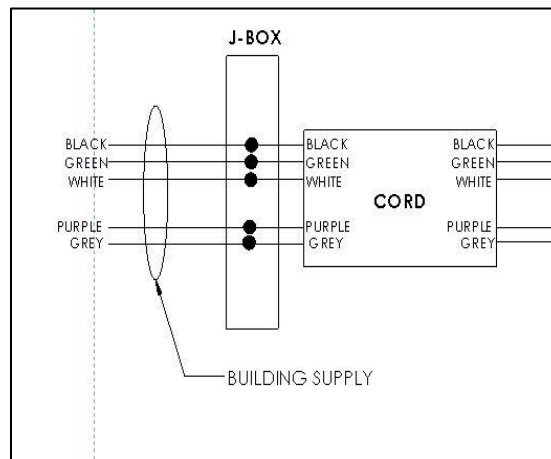 J-BOX
BLACK BLACK BLACK
GREEN GREEN GREEN
WHITE WHITE WHITE
CORD
PURPLE PURPLE PURPLE
GREY GREY GREY
BUILDING SUPPLY